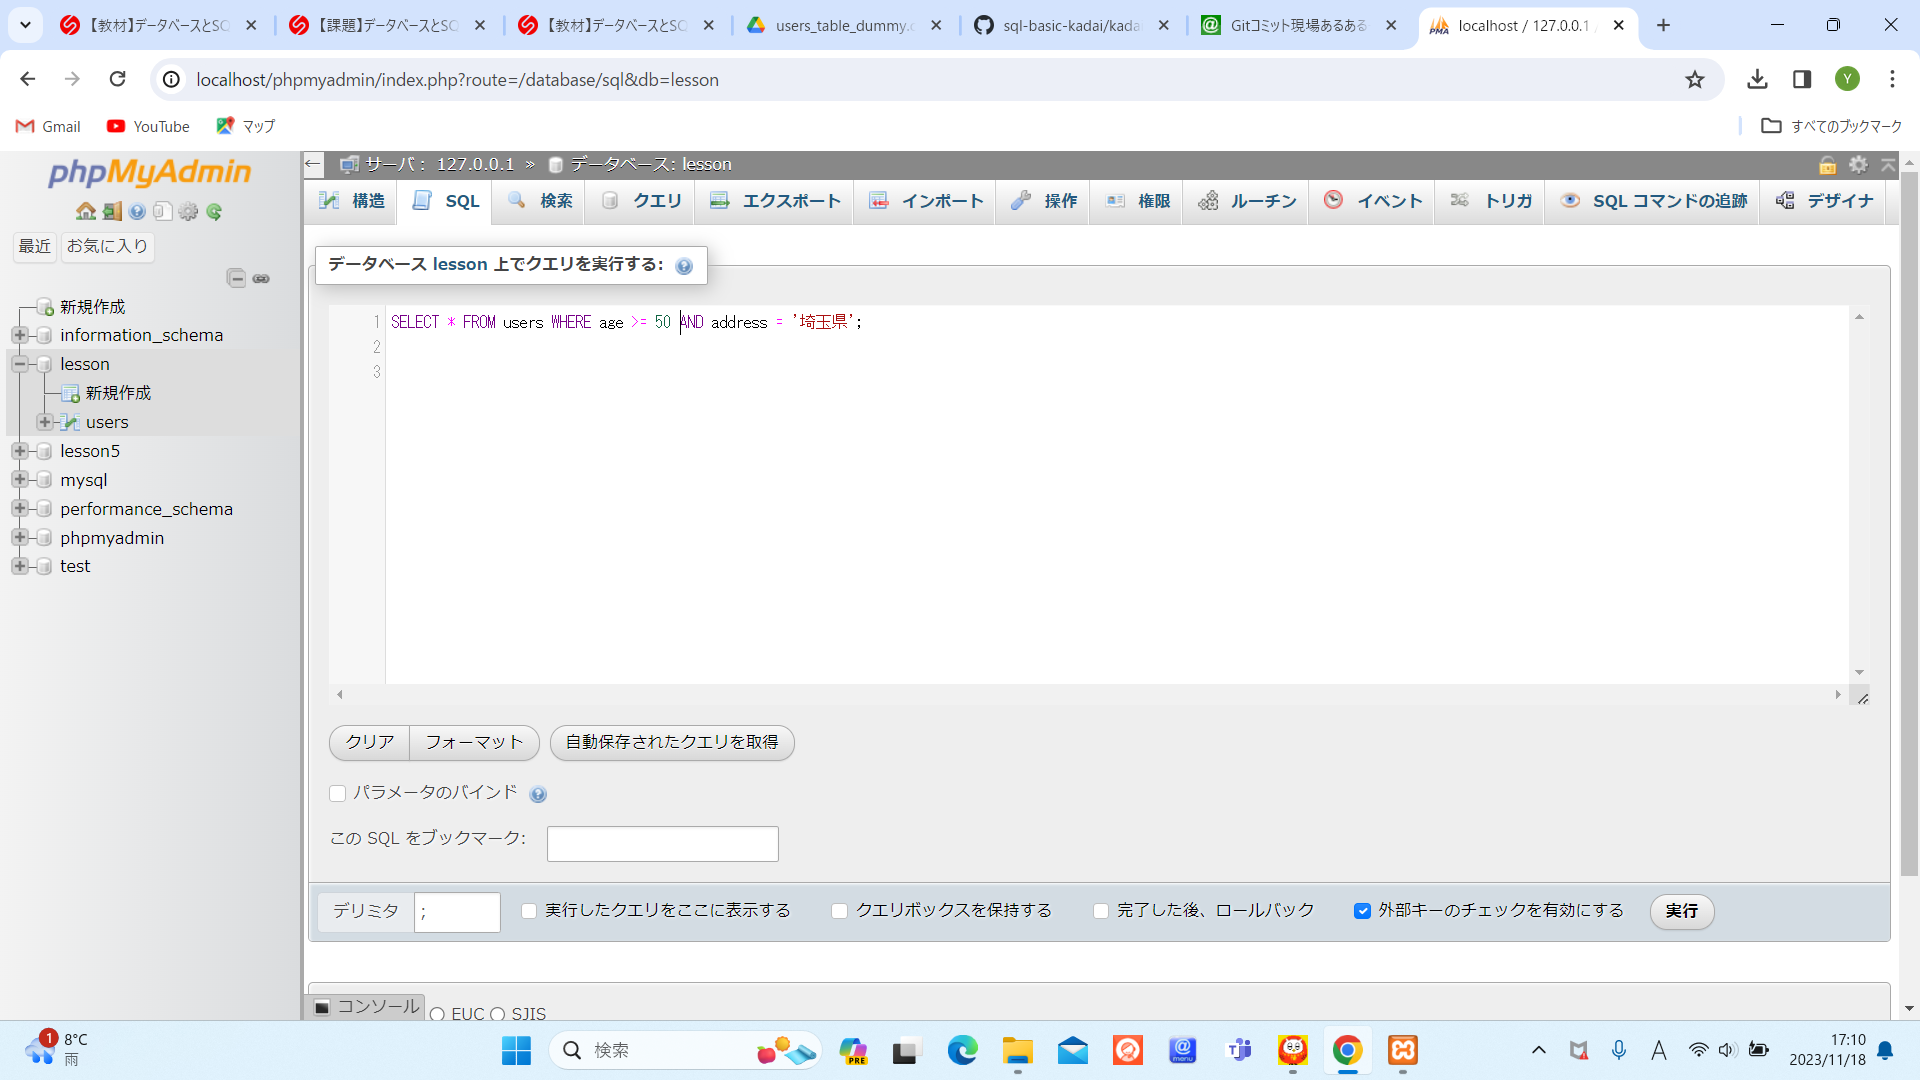 【教材】データベースとSQ
【課題】データベースとSQ
【教材】データベースとSQ
users_table_dummy.c
sql-basic-kadai/kada
Gitコミット現場あるある
localhost / 127.0.0.1 /
localhost/phpmyadmin/index.php?route=/database/sql&db=lesson
Y
Gmail
YouTube
マップ
すべてのブックマーク
phpMyAdmin
最近
お気に入り
新規作成
information_schema
lesson
新規作成
users
lesson5
mysql
performance_schema
phpmyadmin
test
サーバ: 127.0.0.1 » データベース: lesson
構造
SQL
検索
クエリ
エクスポート
インポート
操作
権限
ルーチン
イベント
トリガ
SQL コマンドの追跡
デザイナ
データベース lesson 上でクエリを実行する:
1 SELECT * FROM users WHERE age >= 50 AND address = '埼玉県';
2
3
クリア
フォーマット
自動保存されたクエリを取得
パラメータのバインド
この SQL をブックマーク:
デリミタ
;
実行したクエリをここに表示する
クエリボックスを保持する
完了した後、ロールバック
外部キーのチェックを有効にする
実行
コンソール
EUC
SJIS
1
8°C
雨
検索
PRE
menu
A
17:10
2023/11/18